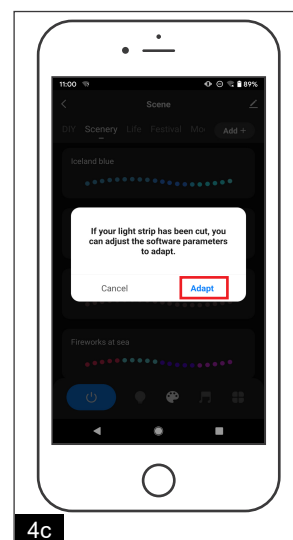 11:00 89%
Scene
DIY Scenery Life Festival Mo Add +
Iceland blue
If your light strip has been cut, you
can adjust the software parameters
to adapt.
Cancel Adapt
Fireworks at sea
4c